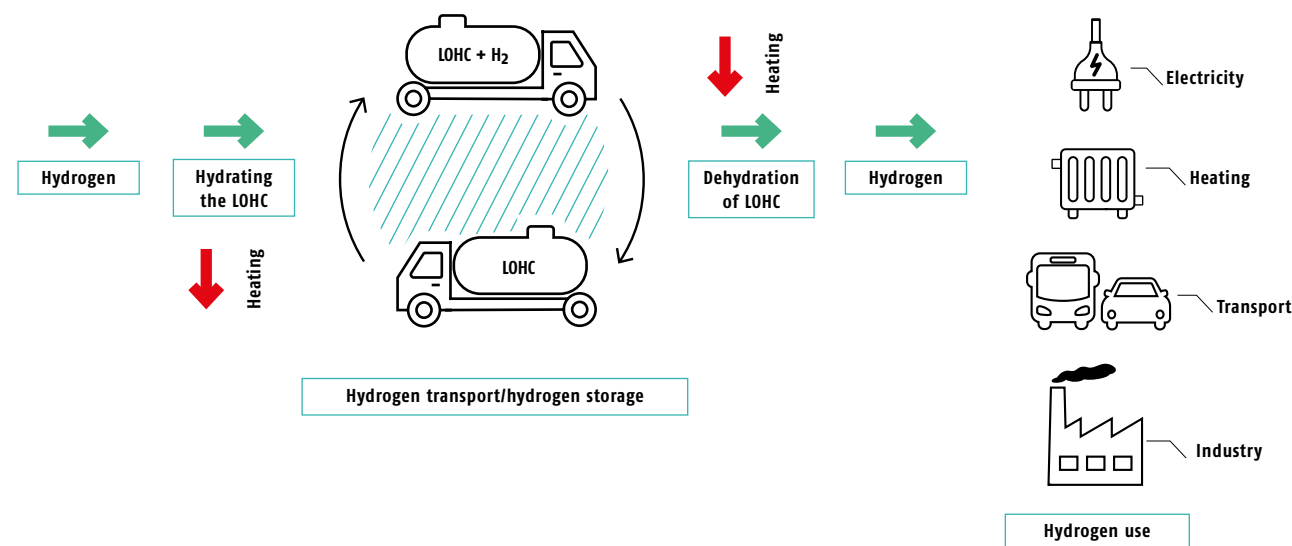 Hydrogen
Hydrating
the LOHC
Heating
LOHC + H₂
LOHC
Hydrogen transport/hydrogen storage
Heating
Dehydration
of LOHC
Hydrogen
Electricity
Heating
Transport
Industry
Hydrogen use